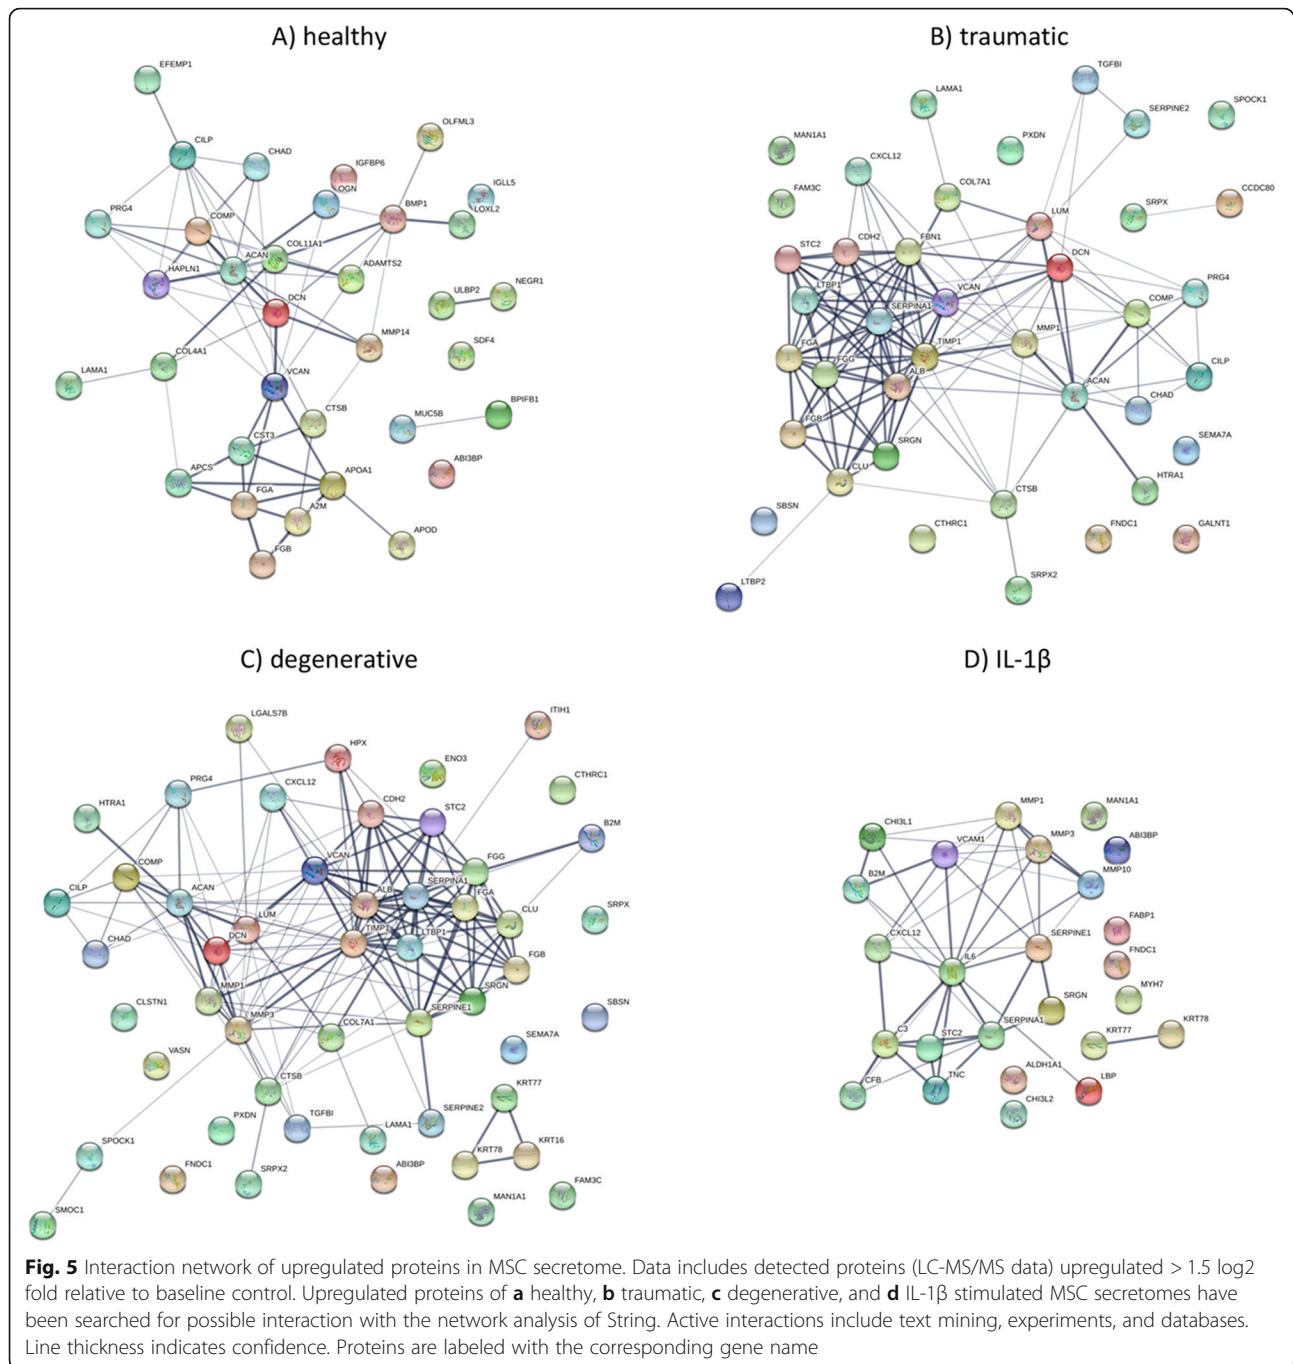 A) healthy
EFEMP1
CILP
CHAD
OLFML3
IGFBP6
OGN
IGLL5
BMP1
LOXL2
PRG4
COMP
ACAN
COL11A1
HAPLN1
ADAMTS2
ULBP2
NEGR1
DCN
MMP14
SDF4
COL4A1
LAMA1
VCAN
CTSB
MUC5B
BPIFB1
CST3
APCS
APOA1
ABI3BP
FGA
A2M
APOD
FGB
B) traumatic
TGFBI
LAMA1
SERPINE2
SPOCK1
MAN1A1
PXDN
CXCL12
FAM3C
COL7A1
CCDC80
SRPX
LUM
STC2
CDH2
FBN1
DCN
PRG4
LTBP1
SERPINA1
VCAN
COMP
MMP1
FGA
FGG
TIMP1
ALB
CILP
ACAN
CHAD
FGB
SRGN
SEMA7A
CLU
HTRA1
CTSB
SBSN
CTHRC1
FNDC1
GALNT1
SRPX2
LTBP2
C) degenerative
LGALS7B
ITIH1
HPX
ENO3
PRG4
CXCL12
CTHRC1
HTRA1
CDH2
STC2
B2M
VCAN
FGG
COMP
CILP
ACAN
ALB
SERPINA1
FGA
LUM
CLU
SRPX
DCN
CHAD
TIMP1
LTBP1
FGB
MMP1
SRGN
CLSTN1
MMP3
COL7A1
SERPINE1
SBSN
SEMA7A
VASN
CTSB
KRT77
PXDN
TGFBI
LAMA1
SERPINE2
SPOCK1
KRT78
KRT16
FNDC1
SRPX2
ABI3BP
MAN1A1
FAM3C
SMOC1
D) IL-1β
MMP1
MAN1A1
CHI3L1
VCAM1
MMP3
ABI3BP
B2M
MMP10
FABP1
CXCL12
SERPINE1
FNDC1
IL6
MYH7
SRGN
C3
STC2
SERPINA1
KRT77
KRT78
CFB
TNC
ALDH1A1
LBP
CHI3L2
Fig. 5 Interaction network of upregulated proteins in MSC secretome. Data includes detected proteins (LC-MS/MS data) upregulated > 1.5 log2
fold relative to baseline control. Upregulated proteins of a healthy, b traumatic, c degenerative, and d IL-1β stimulated MSC secretomes have
been searched for possible interaction with the network analysis of String. Active interactions include text mining, experiments, and databases.
Line thickness indicates confidence. Proteins are labeled with the corresponding gene name